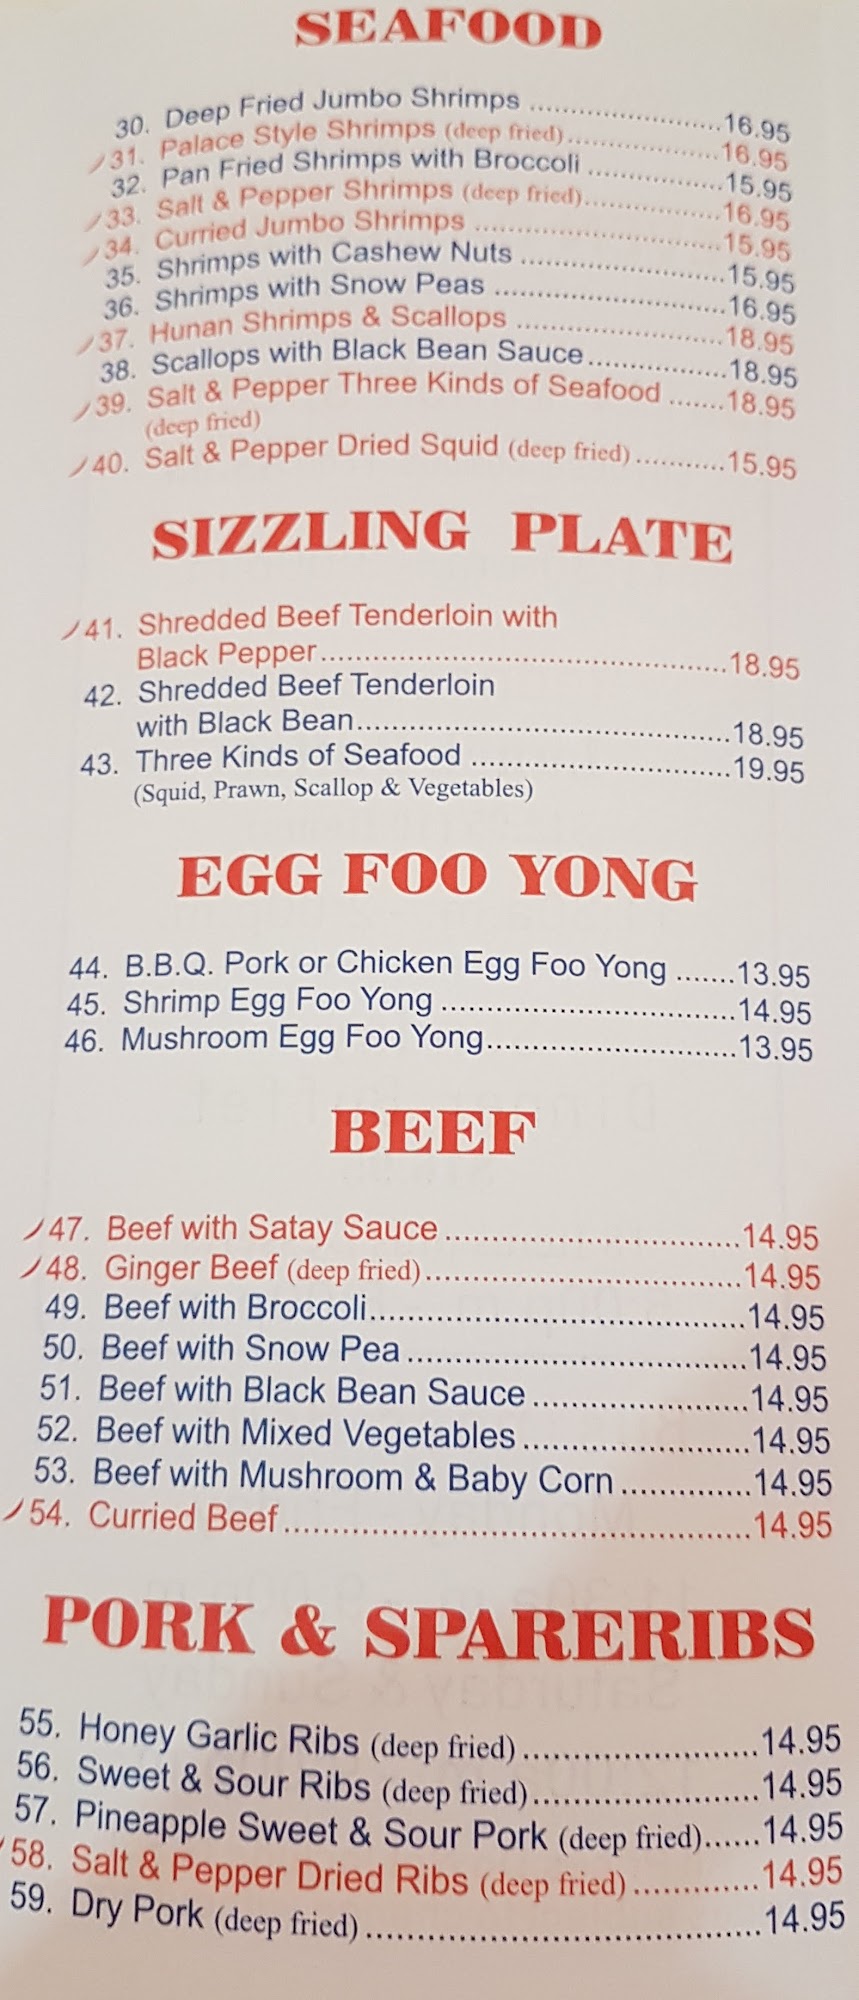 SEAFOOD
30. Deep Fried Jumbo Shrimps ........................16.95
31. Palace Style Shrimps (deep fried)...................16.95
32. Pan Fried Shrimps with Broccoli .................15.95
33. Salt & Pepper Shrimps (deep fried).................16.95
34. Curried Jumbo Shrimps ...............................15.95
35. Shrimps with Cashew Nuts .........................15.95
36. Shrimps with Snow Peas ............................16.95
37. Hunan Shrimps & Scallops .........................18.95
38. Scallops with Black Bean Sauce.................18.95
39. Salt & Pepper Three Kinds of Seafood .......18.95
(deep fried)
40. Salt & Pepper Dried Squid (deep fried)...........15.95
SIZZLING PLATE
41. Shredded Beef Tenderloin with
Black Pepper..................................................18.95
42. Shredded Beef Tenderloin
with Black Bean..............................................18.95
43. Three Kinds of Seafood ................................19.95
(Squid, Prawn, Scallop & Vegetables)
EGG FOO YONG
44. B.B.Q. Pork or Chicken Egg Foo Yong .......13.95
45. Shrimp Egg Foo Yong ...................................14.95
46. Mushroom Egg Foo Yong..............................13.95
BEEF
47. Beef with Satay Sauce ................................14.95
48. Ginger Beef (deep fried)..................................14.95
49. Beef with Broccoli.........................................14.95
50. Beef with Snow Pea .....................................14.95
51. Beef with Black Bean Sauce ........................14.95
52. Beef with Mixed Vegetables .........................14.95
53. Beef with Mushroom & Baby Corn ..............14.95
54. Curried Beef...................................................14.95
PORK & SPARERIBS
55. Honey Garlic Ribs (deep fried) .........................14.95
56. Sweet & Sour Ribs (deep fried)........................14.95
57. Pineapple Sweet & Sour Pork (deep fried)......14.95
58. Salt & Pepper Dried Ribs (deep fried) .............14.95
59. Dry Pork (deep fried) ..........................................14.95